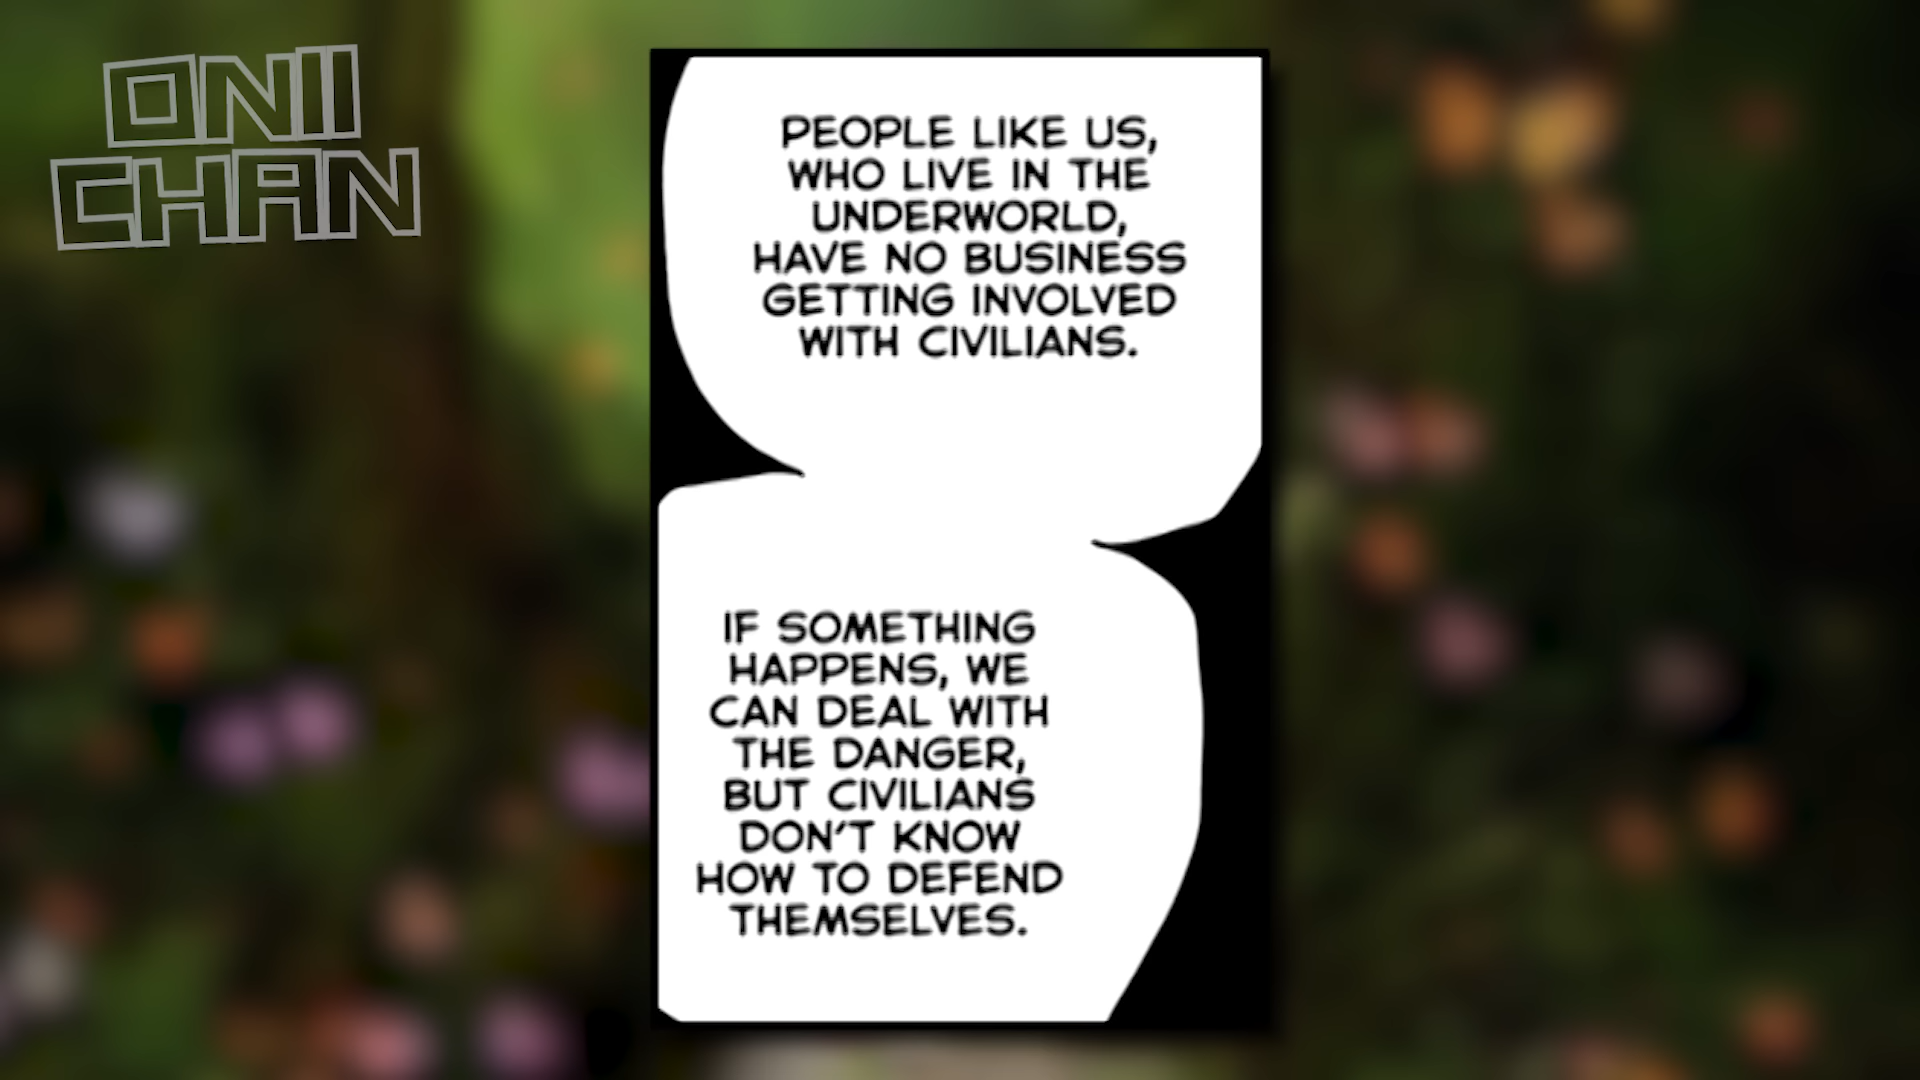 ONII
CHAN
PEOPLE LIKE US,
WHO LIVE IN THE
UNDERWORLD,
HAVE NO BUSINESS
GETTING INVOLVED
WITH CIVILIANS.
IF SOMETHING
HAPPENS, WE
CAN DEAL WITH
THE DANGER,
BUT CIVILIANS
DON'T KNOW
HOW TO DEFEND
THEMSELVES.